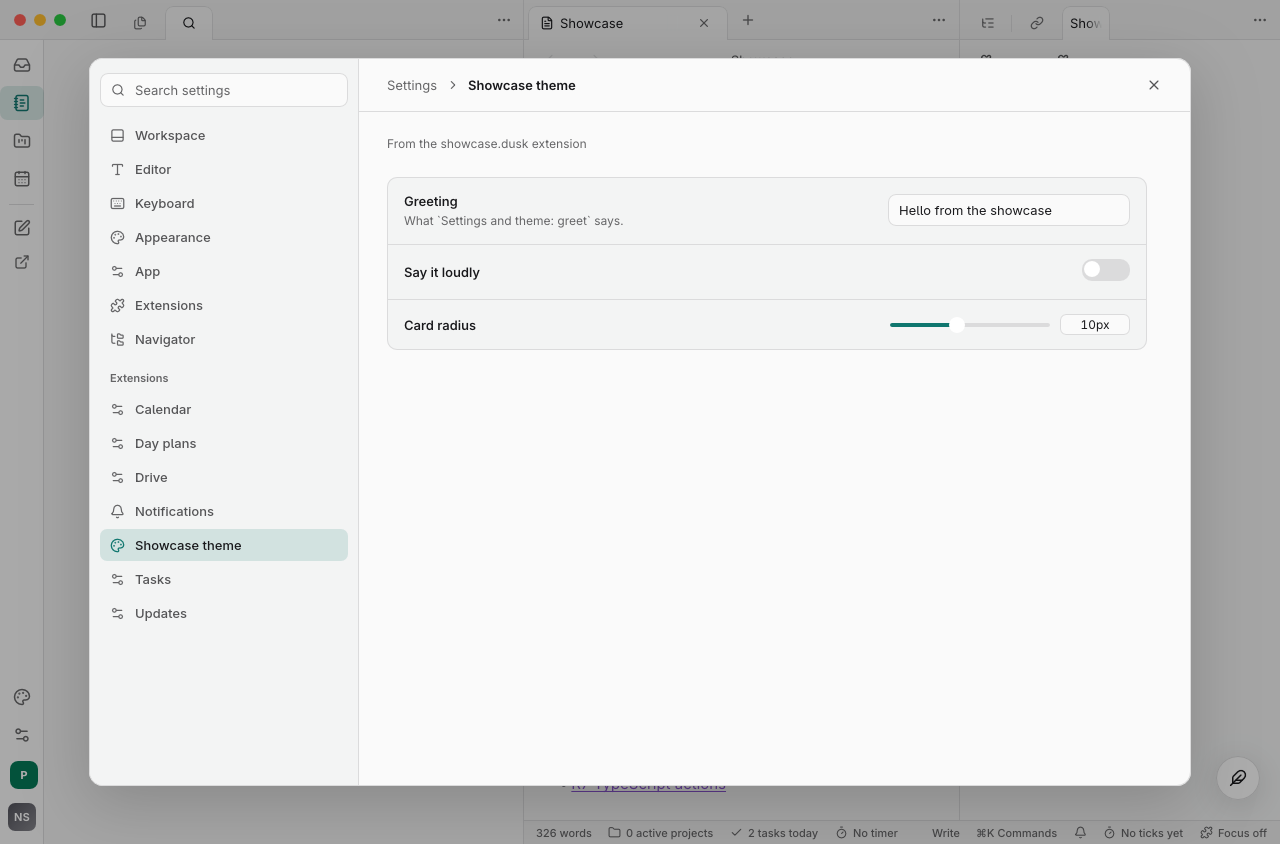 Showcase
Search settings
Settings
Showcase theme
Workspace
Editor
Keyboard
Appearance
App
Extensions
Navigator
Extensions
Calendar
Day plans
Drive
Notifications
Showcase theme
Tasks
Updates
From the showcase.dusk extension
Greeting
What `Settings and theme: greet` says.
Hello from the showcase
Say it loudly
Card radius
10px
P
NS
326 words
0 active projects
2 tasks today
No timer
Write
⌘K Commands
No ticks yet
Focus off